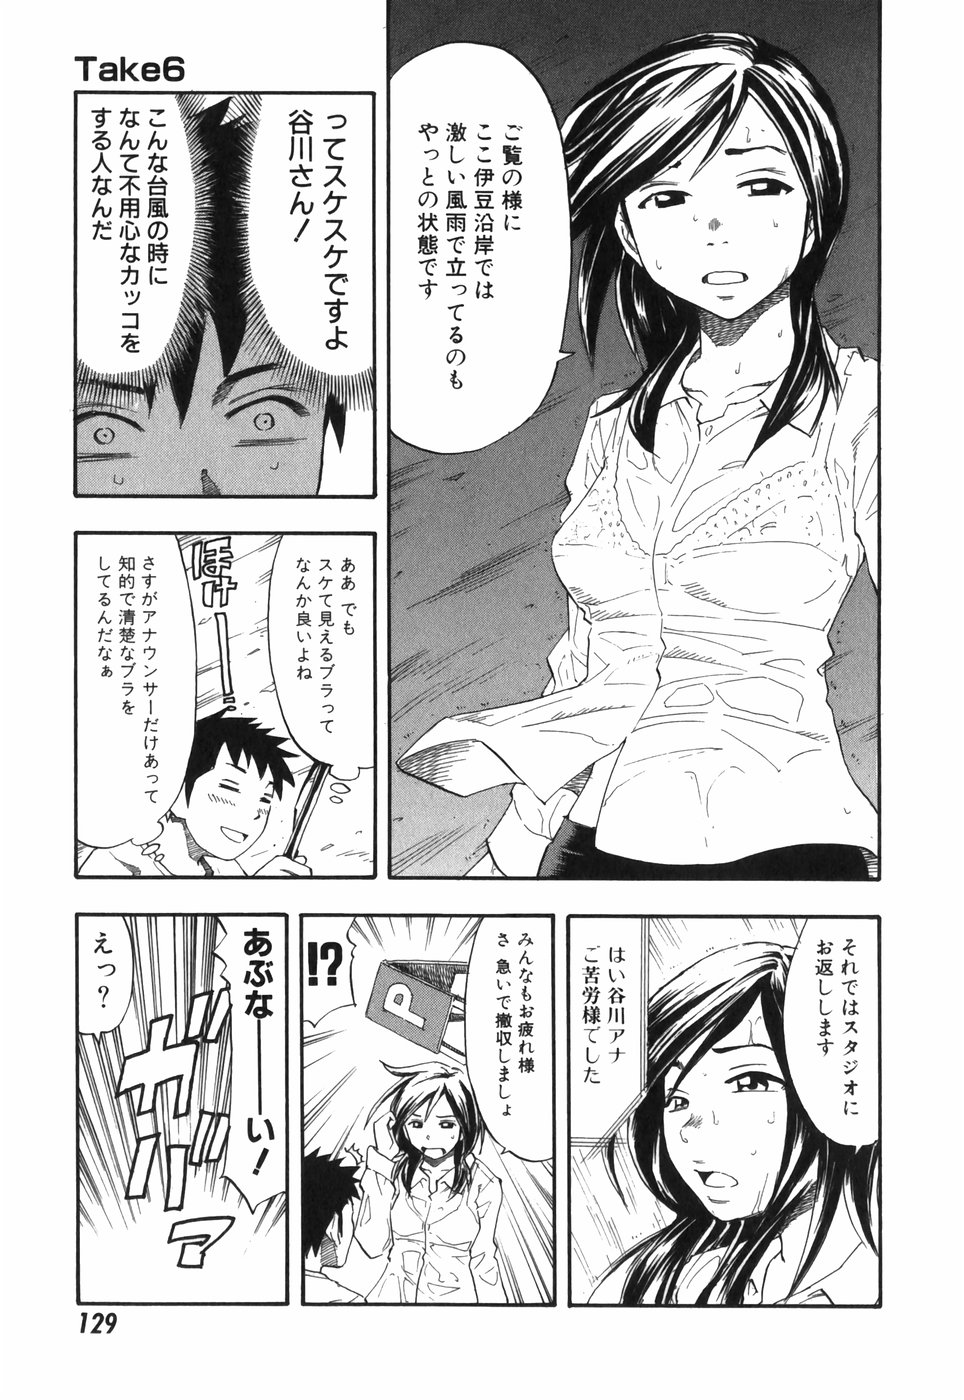 Take6
ご覧の様に
ここ伊豆沿岸では
激しい風雨で立ってるのも
やっとの状態です
ってスケスケですよ
谷川さん!
こんな台風の時に
なんて不用心なカッコを
する人なんだ
ああ でも
スケて見えるブラって
なんか良いよね
ほけーー
さすがアナウンサーだけあって
知的で清楚なブラを
してるんだなぁ
それではスタジオに
お返しします
はい谷川アナ
ご苦労様でした
みんなもお疲れ様
さ 急いで撤収しましょ
P
!?
あぶなーーい!
えっ?
ガバァ
129